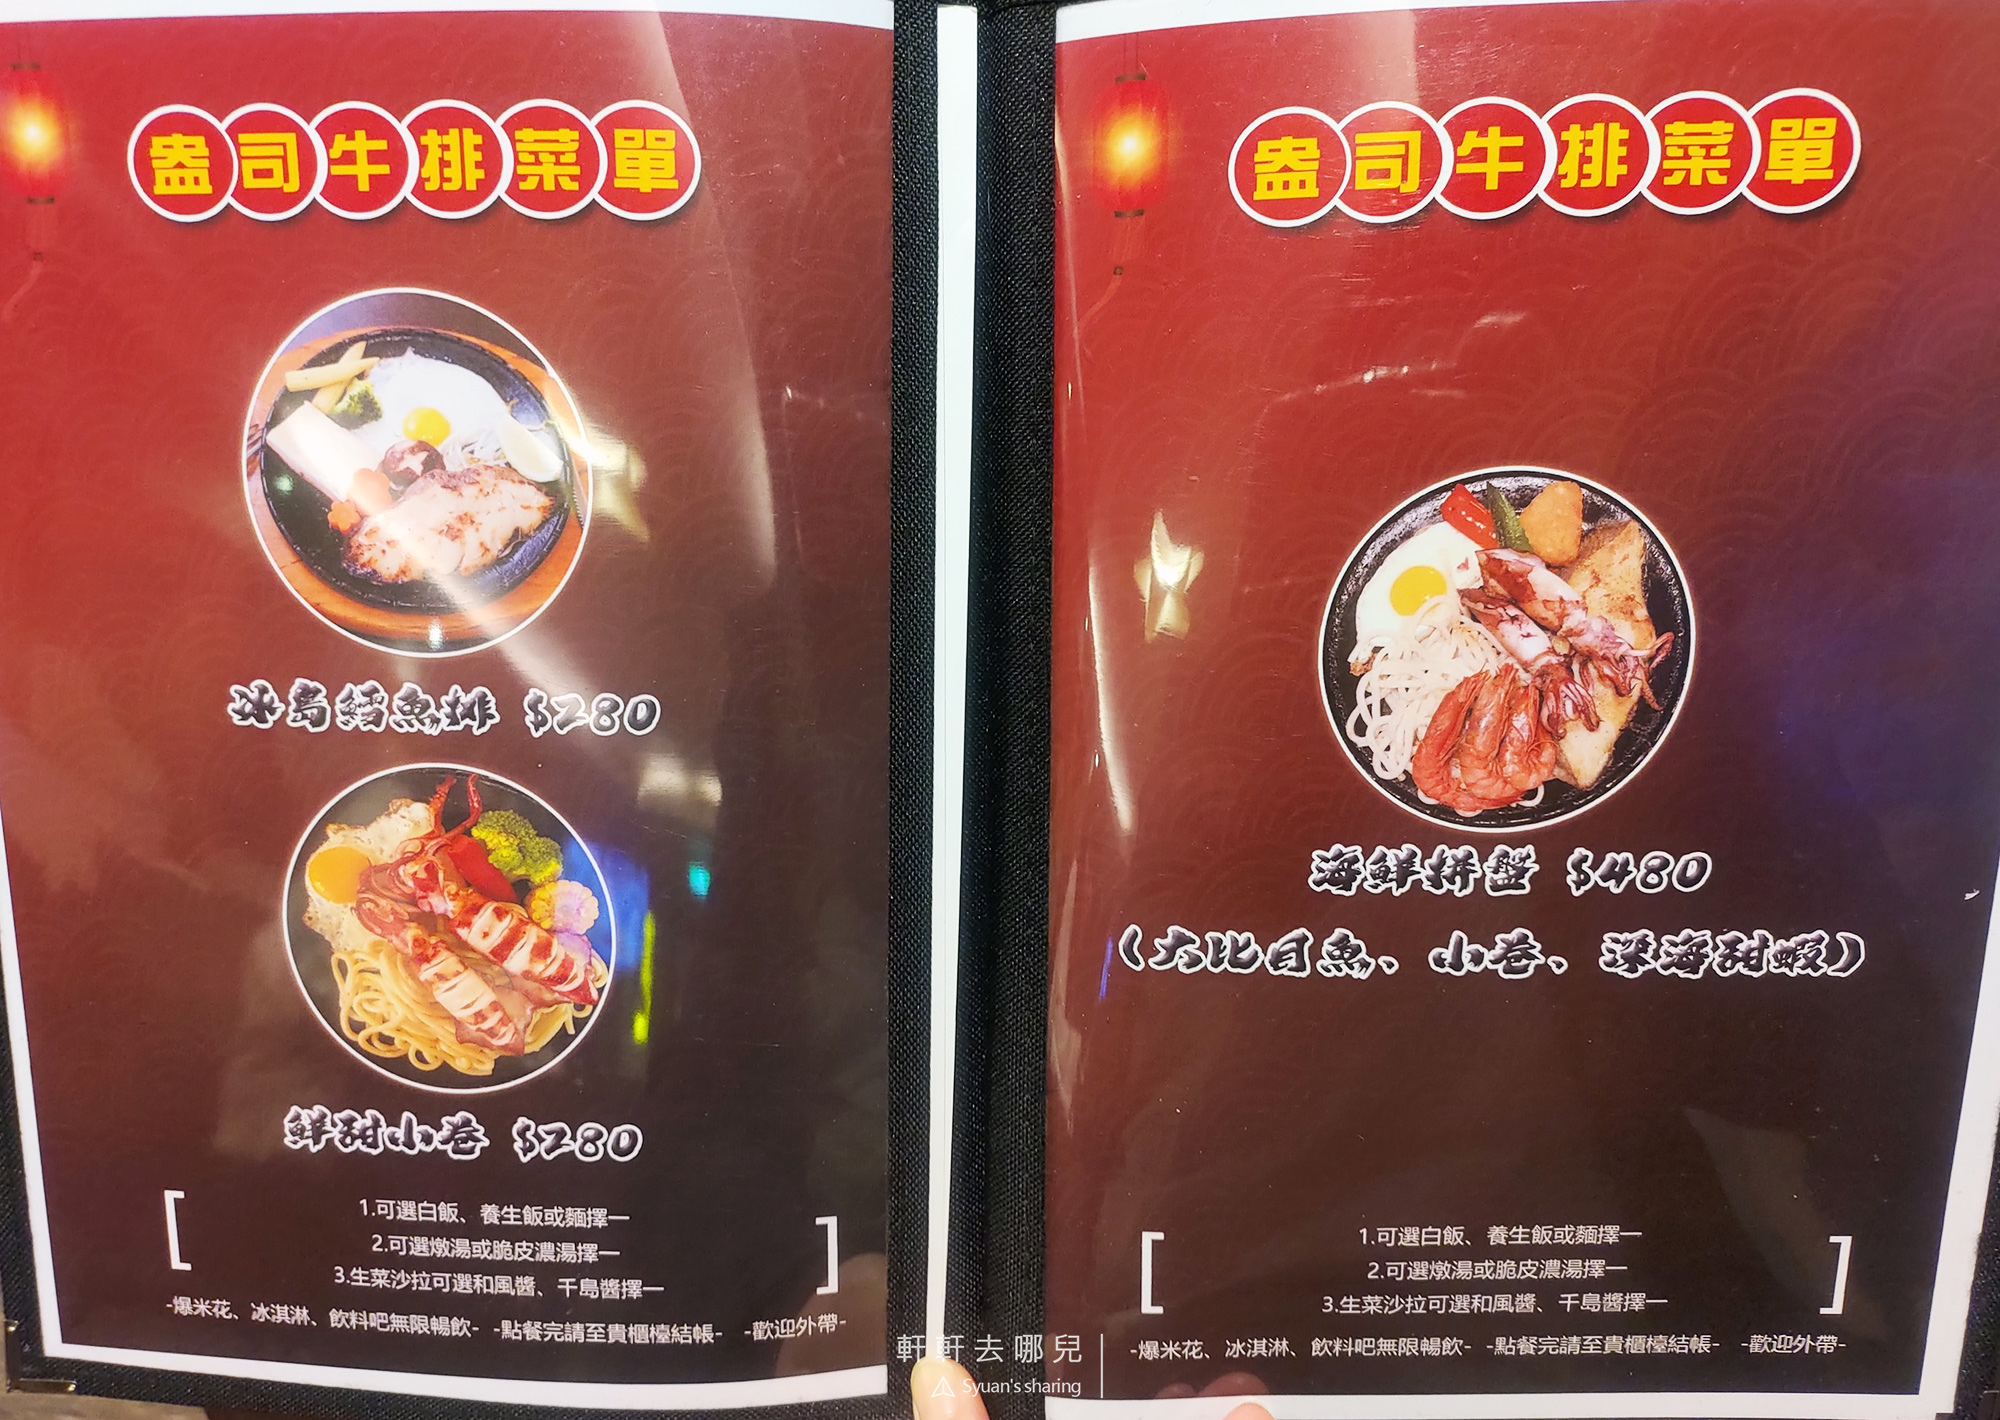 盎司牛排菜單
冰島鱈魚排 $280
鮮甜小卷 $280
1.可選白飯、養生飯或麵擇一
2.可選燉湯或脆皮濃湯擇一
3.生菜沙拉可選和風醬、千島醬擇一
-爆米花、冰淇淋、飲料吧無限暢飲- -點餐完請至貴櫃檯結帳- -歡迎外帶-
盎司牛排菜單
海鮮拼盤 $480
(大比目魚、小卷、深海甜蝦)
1.可選白飯、養生飯或麵擇一
2.可選燉湯或脆皮濃湯擇一
3.生菜沙拉可選和風醬、千島醬擇一
-爆米花、冰淇淋、飲料吧無限暢飲- -點餐完請至貴櫃檯結帳- -歡迎外帶-
軒軒去哪兒
Syuan's sharing